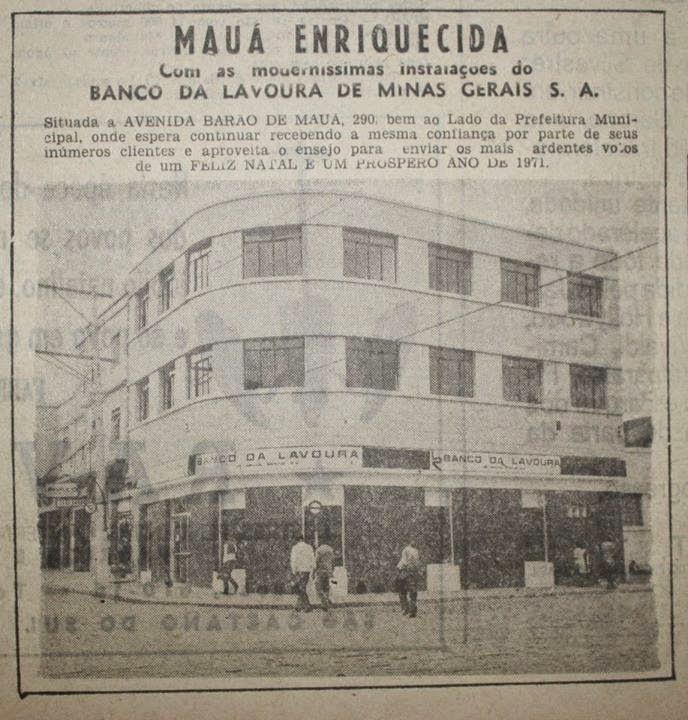 MAUÁ ENRIQUECIDA
Com as moderníssimas instalações do
BANCO DA LAVOURA DE MINAS GERAIS S. A.
Situada a AVENIDA BARÃO DE MAUÁ, 290, bem ao Lado da Prefeitura Muni-
cipal, onde espera continuar recebendo a mesma confiança por parte de seus
inúmeros clientes e aproveita o ensejo para enviar os mais ardentes votos
de um FELIZ NATAL E UM PROSPERO ANO DE 1971.
BANCO DA LAVOURA
BANCO DA LAVOURA